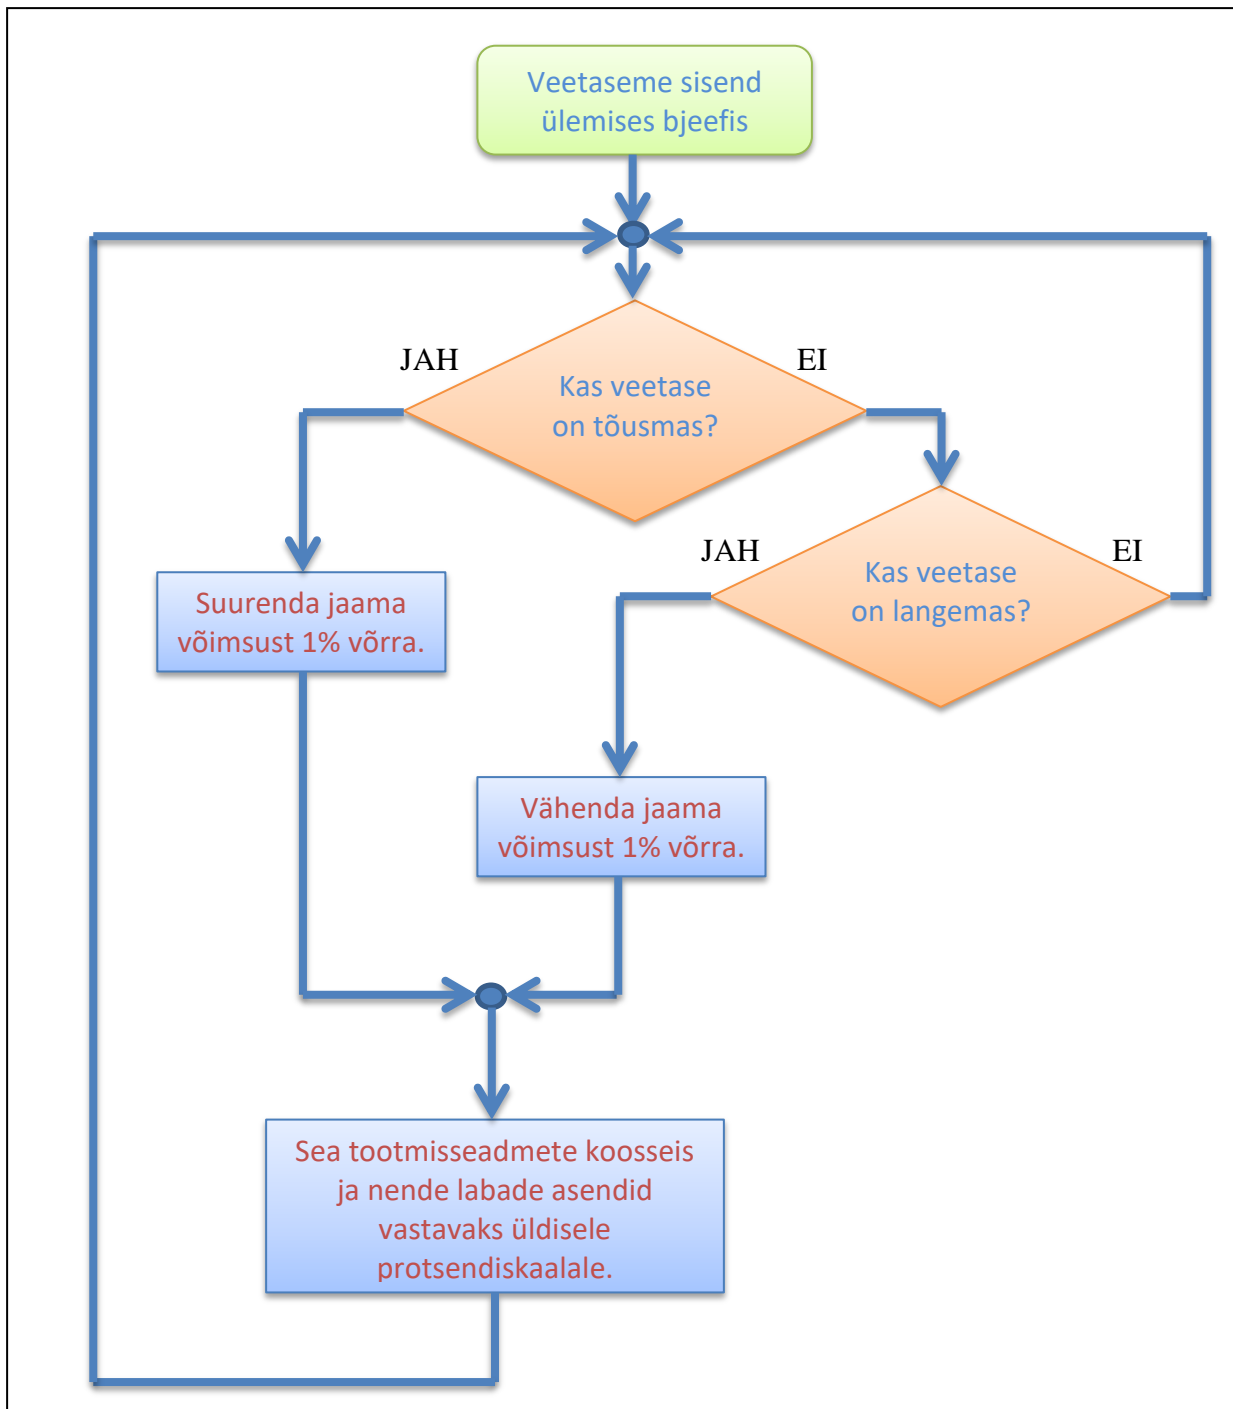 Veetaseme sisend
ülemises bjeefis
JAH
EI
Kas veetase
on tõusmas?
JAH
EI
Kas veetase
on langemas?
Suurenda jaama
võimsust 1% võrra.
Vähenda jaama
võimsust 1% võrra.
Sea tootmisseadmete koosseis
ja nende labade asendid
vastavaks üldisele
protsendiskaalale.